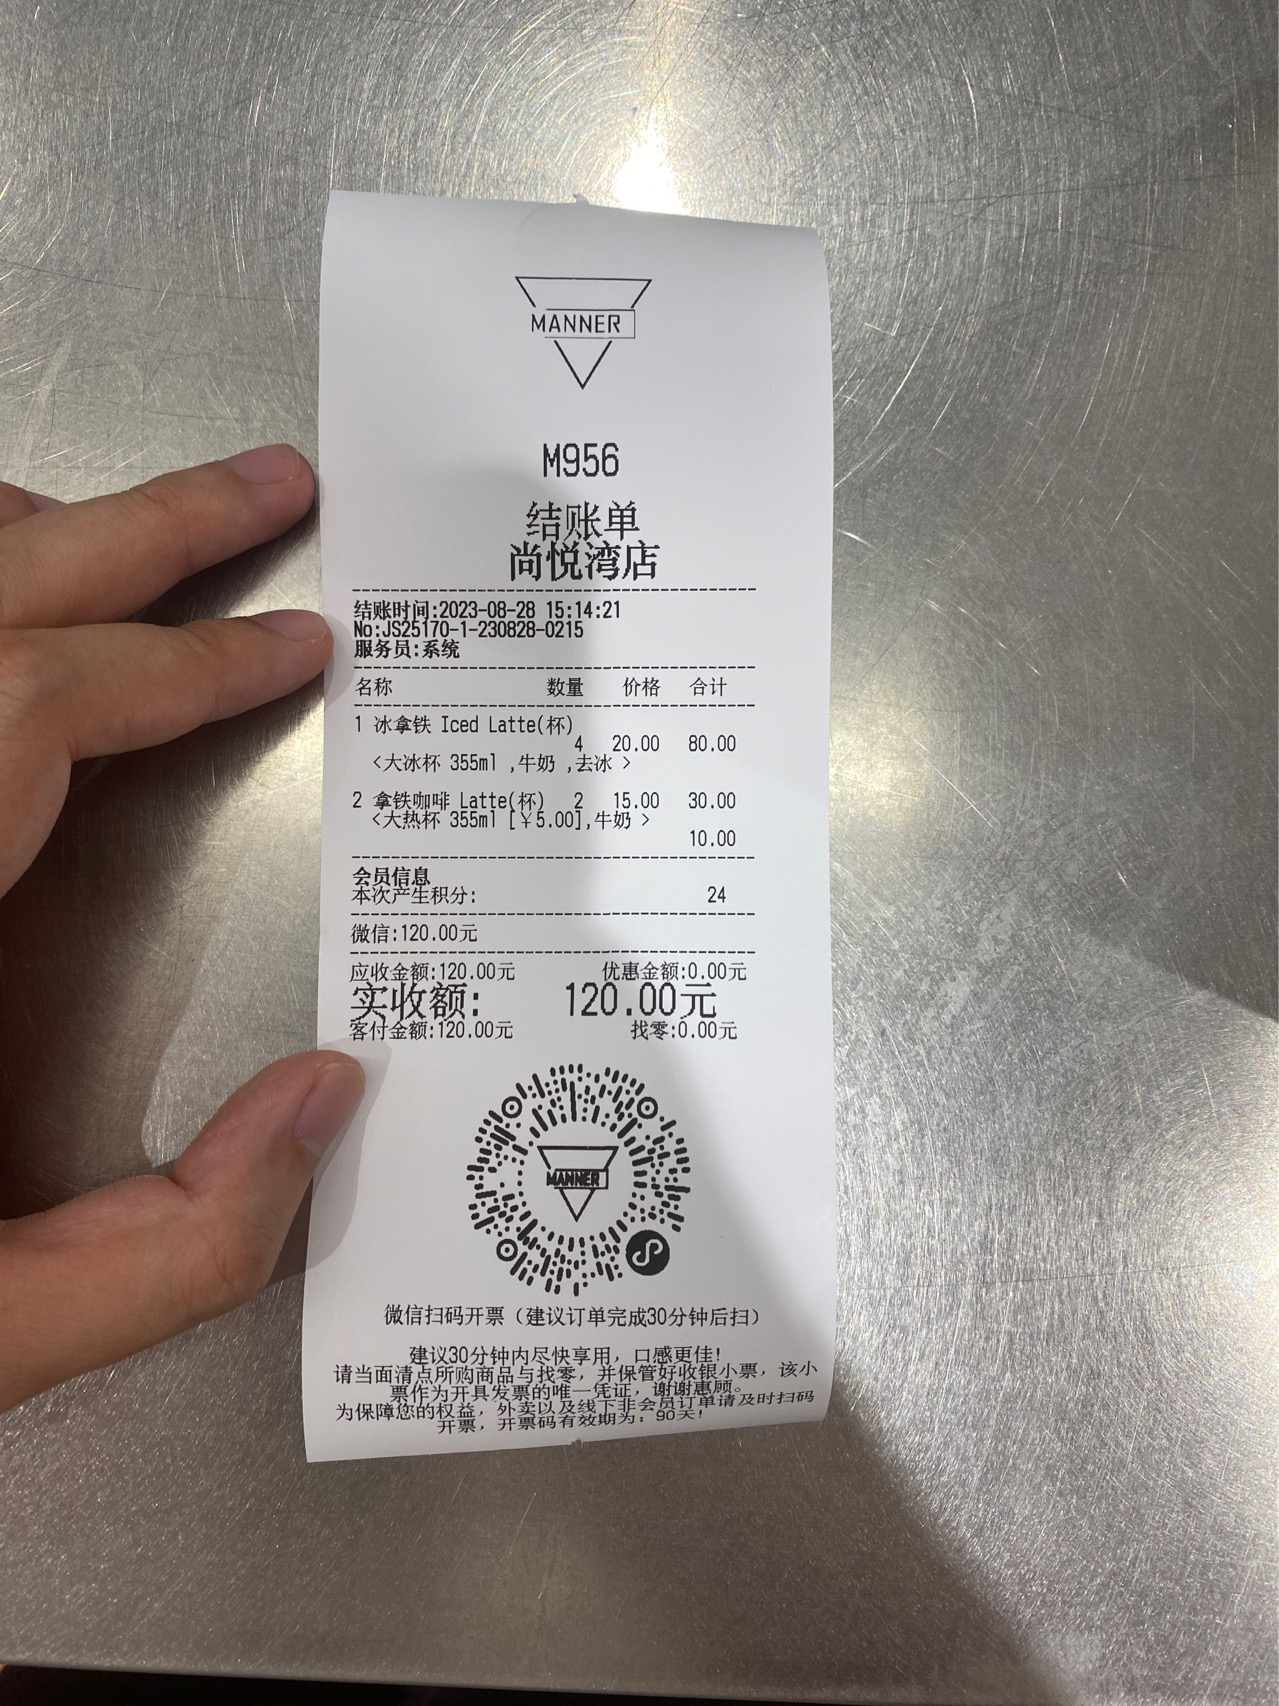 MANNER
M956
结账单
尚悦湾店
结账时间:2023-08-28 15:14:21
No:JS25170-1-230828-0215
服务员:系统
名称 数量 价格 合计
1 冰拿铁 Iced Latte(杯)
4 20.00 80.00
<大冰杯 355ml ,牛奶 ,去冰 >
2 拿铁咖啡 Latte(杯) 2 15.00 30.00
<大热杯 355ml [￥5.00],牛奶 >
10.00
会员信息
本次产生积分: 24
微信:120.00元
应收金额:120.00元 优惠金额:0.00元
实收额: 120.00元
客付金额:120.00元 找零:0.00元
MANNER
微信扫码开票（建议订单完成30分钟后扫）
建议30分钟内尽快享用，口感更佳！
请当面清点所购商品与找零，并保管好收银小票，该小
票作为开具发票的唯一凭证，谢谢惠顾。
为保障您的权益，外卖以及线下非会员订单请及时扫码
开票，开票码有效期为：90天！